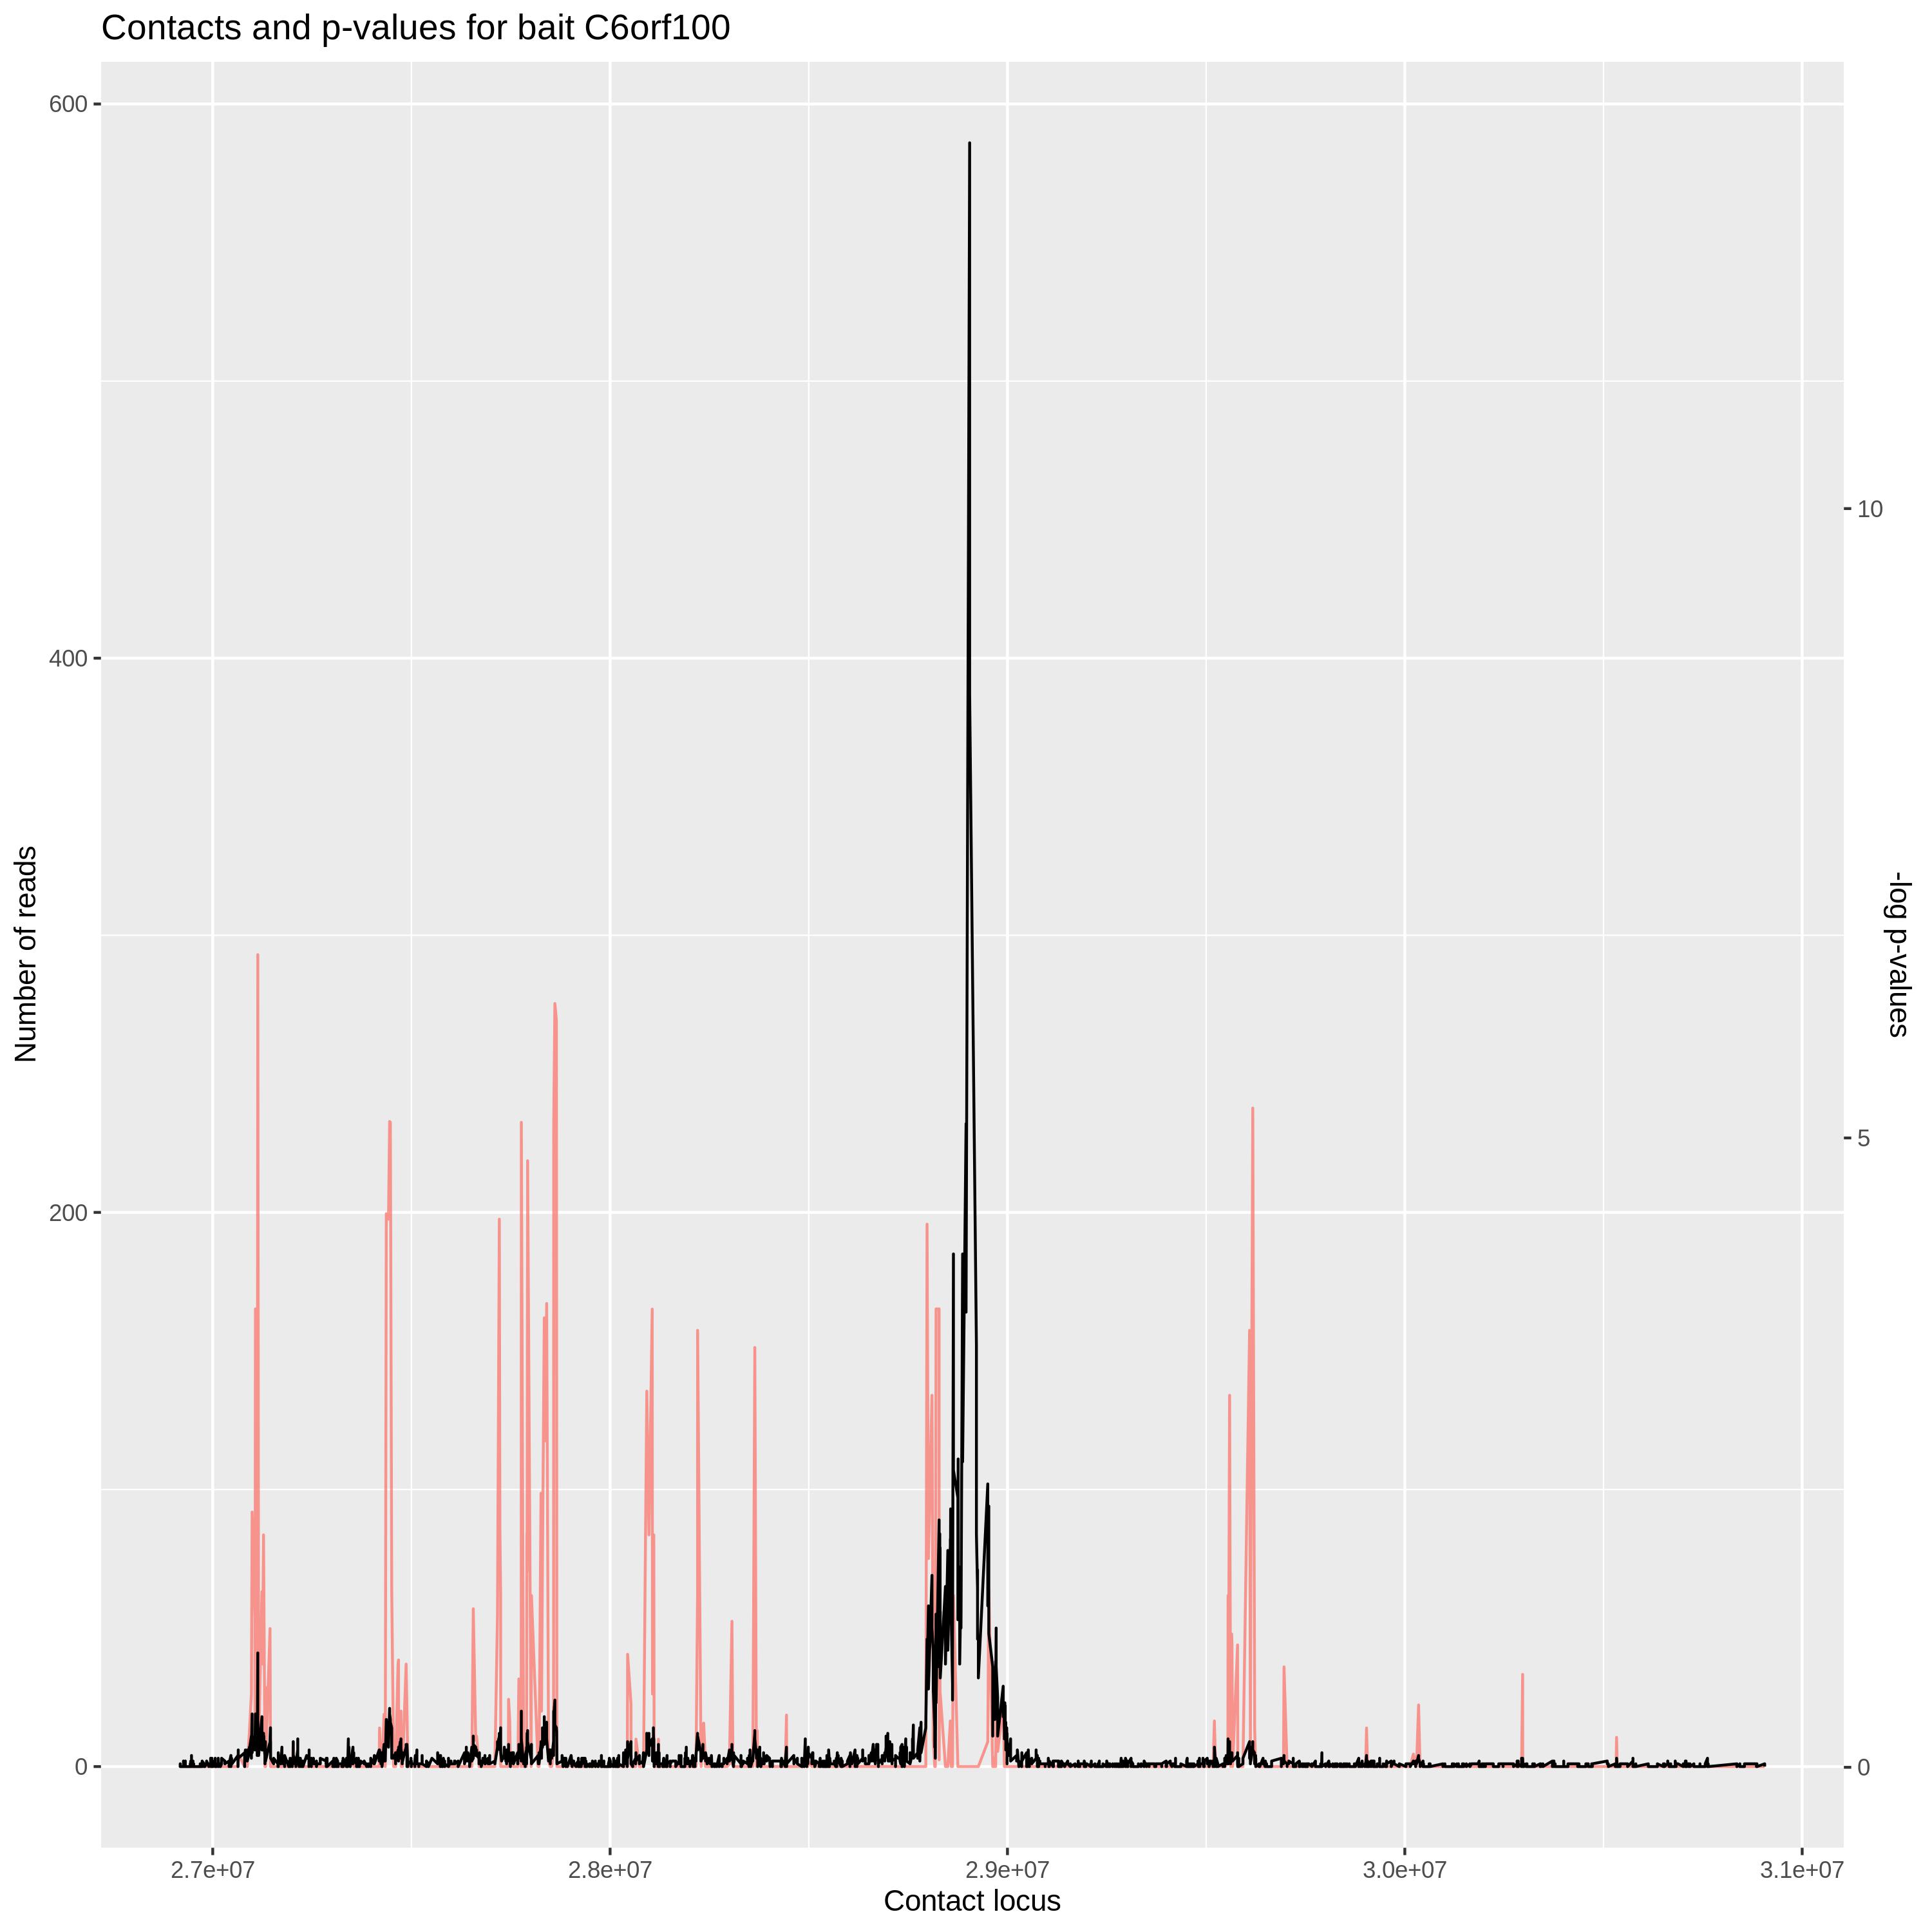 Contacts and p-values for bait C6orf100
600
400
200
0
Number of reads
10
5
0
-log p-values
2.7e+07
2.8e+07
2.9e+07
3.0e+07
3.1e+07
Contact locus